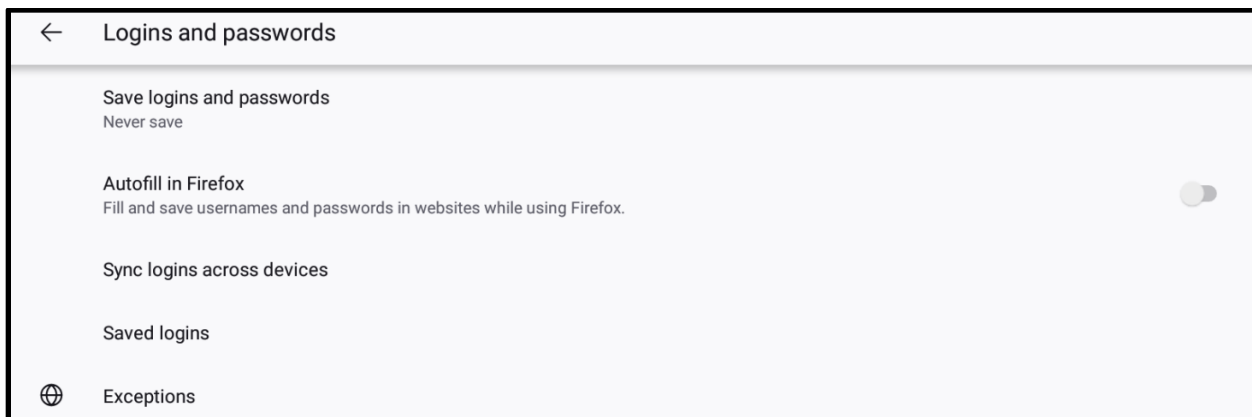 Logins and passwords
Save logins and passwords
Never save
Autofill in Firefox
Fill and save usernames and passwords in websites while using Firefox.
Sync logins across devices
Saved logins
Exceptions